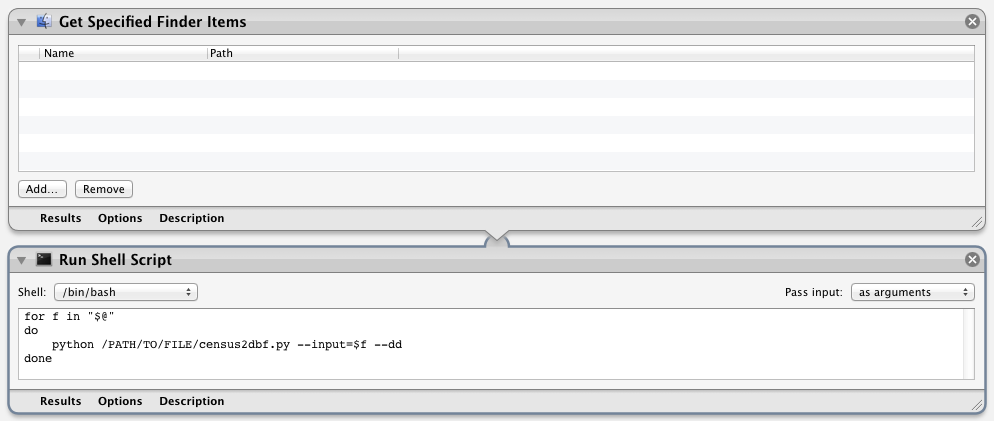 Get Specified Finder Items
Name Path
Add... Remove
Results Options Description
Run Shell Script
Shell: /bin/bash Pass input: as arguments
for f in "$@"
do
    python /PATH/TO/FILE/census2dbf.py --input=$f --dd
done
Results Options Description